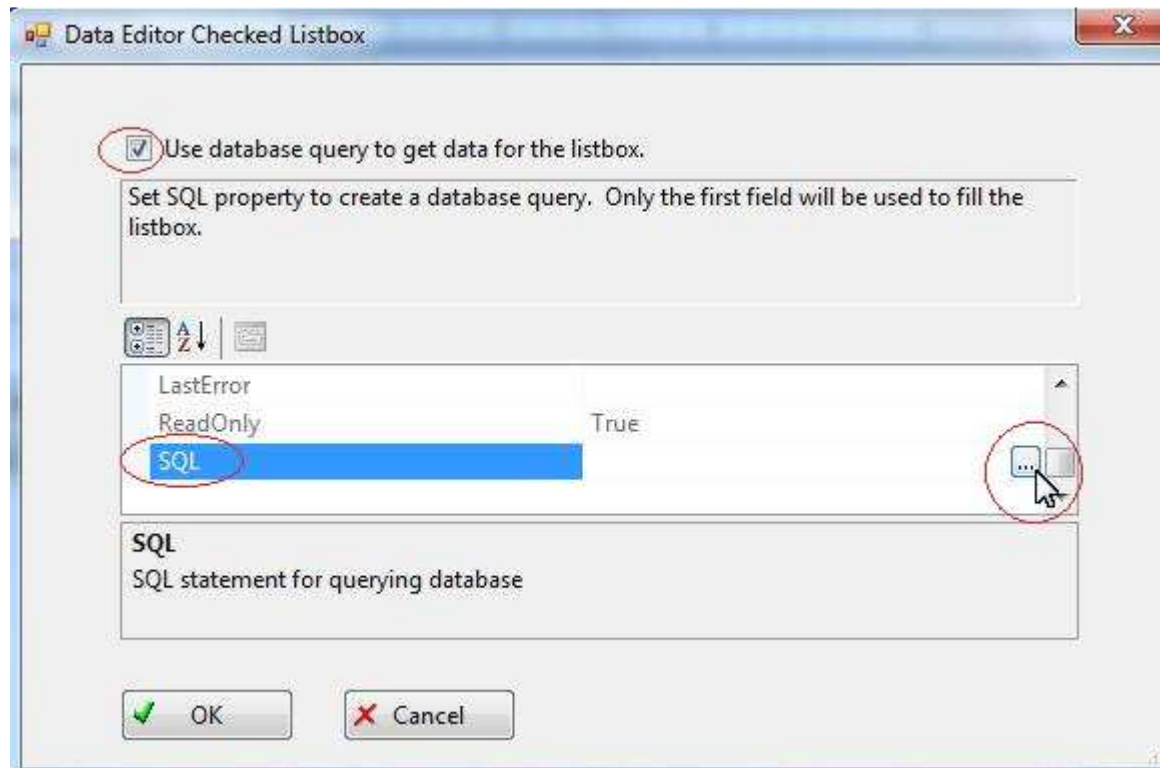 Data Editor Checked Listbox
Use database query to get data for the listbox.
Set SQL property to create a database query.  Only the first field will be used to fill the
listbox.
LastError
ReadOnly True
SQL ...
SQL
SQL statement for querying database
OK Cancel